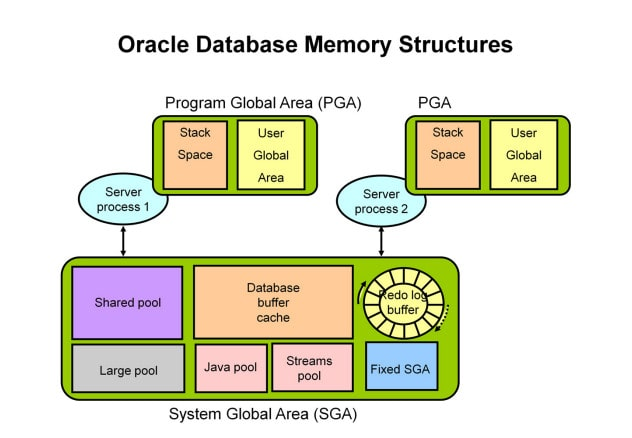 Oracle Database Memory Structures
Program Global Area (PGA)
PGA
Stack
Space
User
Global
Area
Stack
Space
User
Global
Area
Server
process 1
Server
process 2
Shared pool
Database
buffer
cache
Redo log
buffer
Large pool
Java pool
Streams
pool
Fixed SGA
System Global Area (SGA)